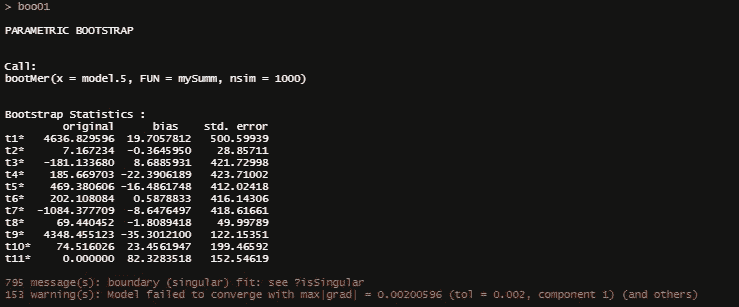 > boo01
PARAMETRIC BOOTSTRAP
Call:
bootMer(x = model.5, FUN = mySumm, nsim = 1000)
Bootstrap Statistics :
original bias std. error
t1* 4636.829596 19.7057812 500.59939
t2* 7.167234 -0.3645950 28.85711
t3* -181.133680 8.6885931 421.72998
t4* 185.669703 -22.3906189 423.71002
t5* 469.380606 -16.4861748 412.02418
t6* 202.108084 0.5878833 416.14306
t7* -1084.377709 -8.6476497 418.61661
t8* 69.440452 -1.8089418 49.99789
t9* 4348.455123 -35.3012100 122.15351
t10* 74.516026 23.4561947 199.46592
t11* 0.000000 82.3283518 152.54619
795 message(s): boundary (singular) fit: see ?isSingular
153 warning(s): Model failed to converge with max|grad| = 0.00200596 (tol = 0.002, component 1) (and others)